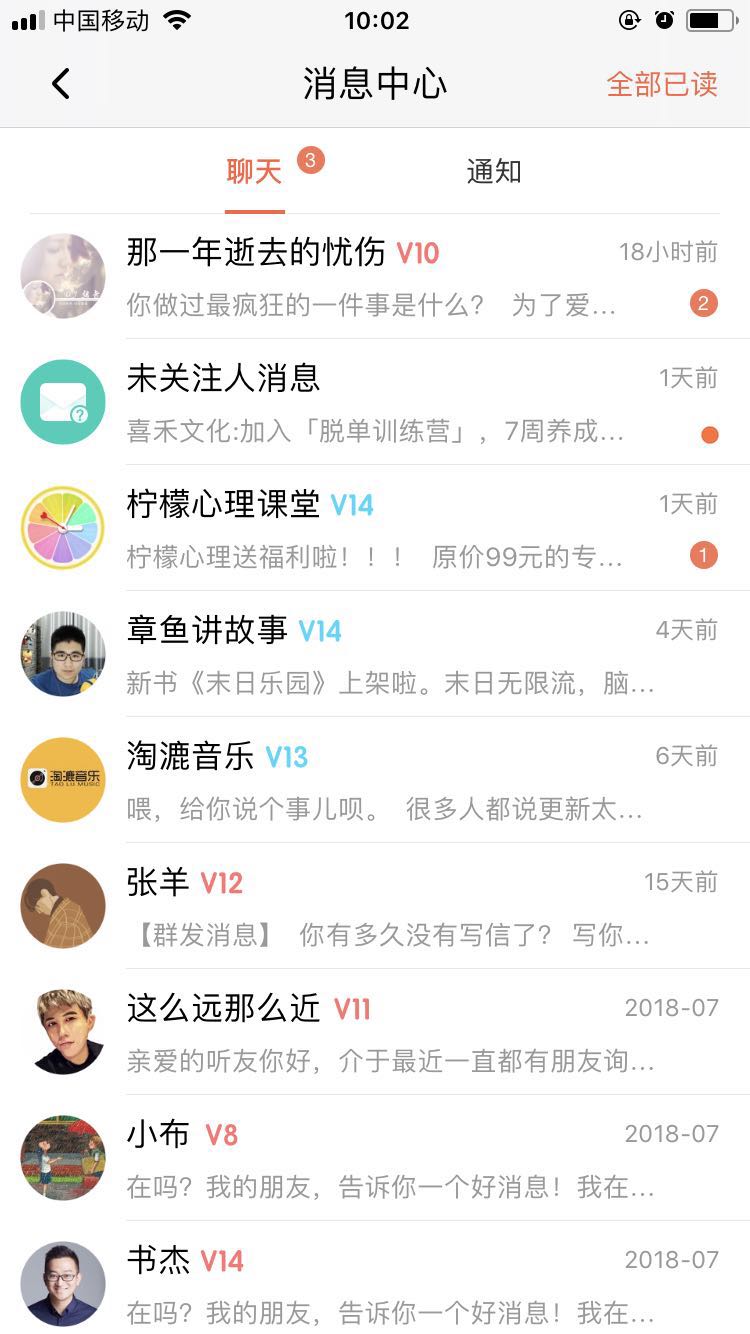 中国移动 10:02
消息中心 全部已读
聊天 3 通知
那一年逝去的忧伤 V10 18小时前
你做过最疯狂的一件事是什么? 为了爱... 2
未关注人消息 1天前
喜禾文化:加入「脱单训练营」,7周养成...
柠檬心理课堂 V14 1天前
柠檬心理送福利啦!!! 原价99元的专... 1
章鱼讲故事 V14 4天前
新书《末日乐园》上架啦。末日无限流,脑...
淘漉音乐 V13 6天前
淘漉音乐
TAO LU MUSIC
喂,给你说个事儿呗。 很多人都说更新太...
张羊 V12 15天前
【群发消息】 你有多久没有写信了? 写你...
这么远那么近 V11 2018-07
亲爱的听友你好,介于最近一直都有朋友询...
小布 V8 2018-07
在吗?我的朋友,告诉你一个好消息!我在...
书杰 V14 2018-07
在吗?我的朋友,告诉你一个好消息!我在...